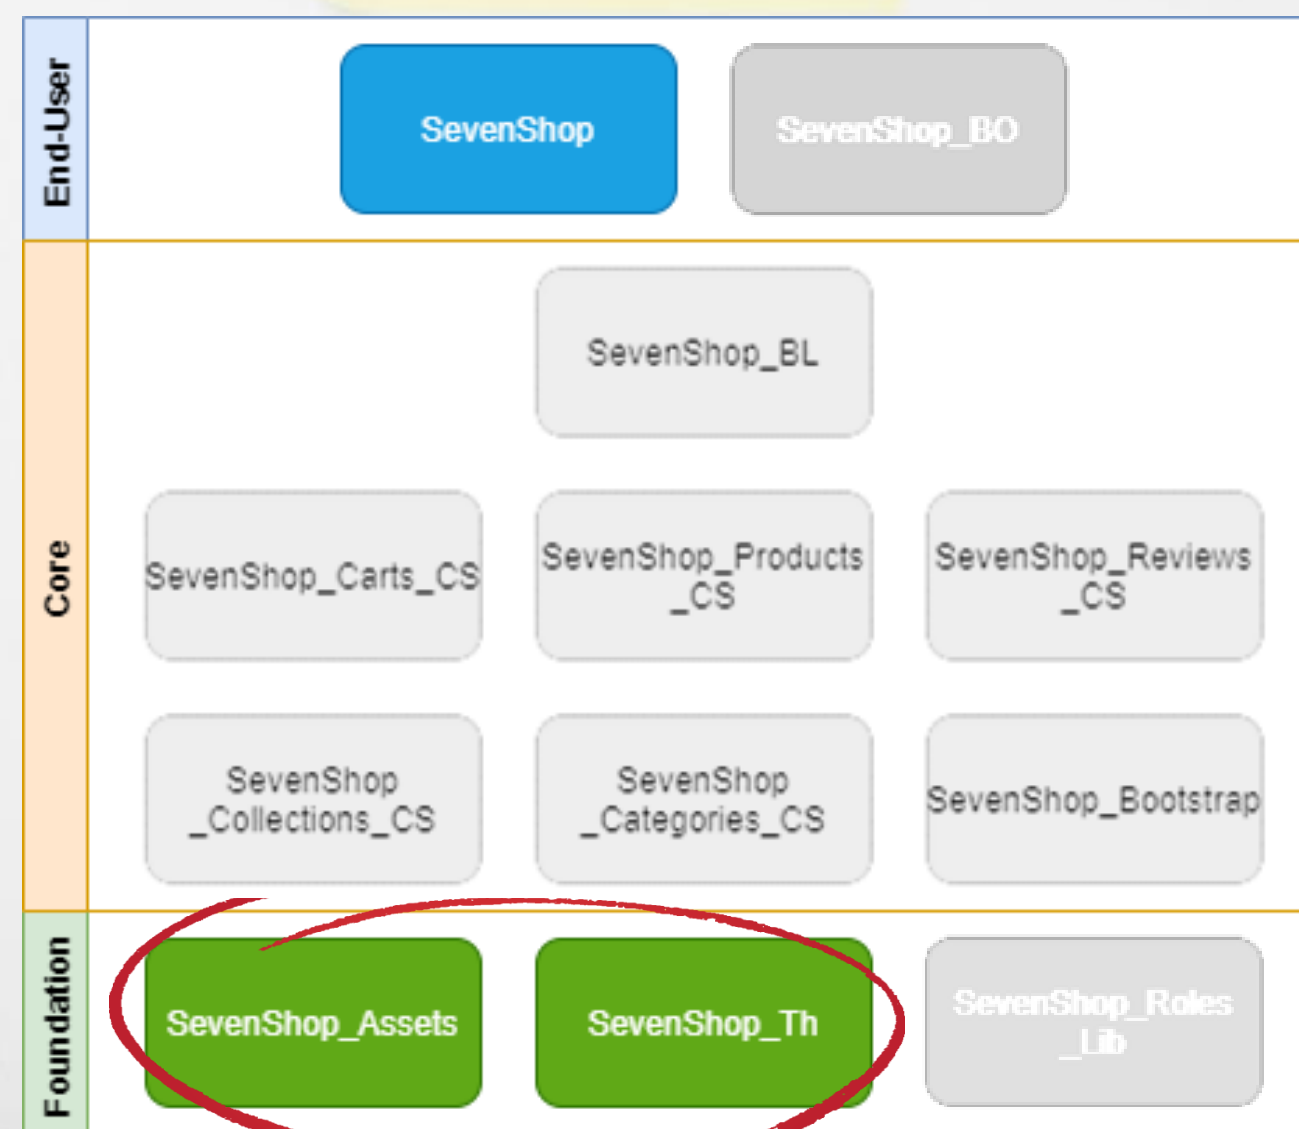 End-User
SevenShop
SevenShop_BO
Core
SevenShop_BL
SevenShop_Carts_CS
SevenShop_Products
_CS
SevenShop_Reviews
_CS
SevenShop
_Collections_CS
SevenShop
_Categories_CS
SevenShop_Bootstrap
Foundation
SevenShop_Assets
SevenShop_Th
SevenShop_Roles
_Lib